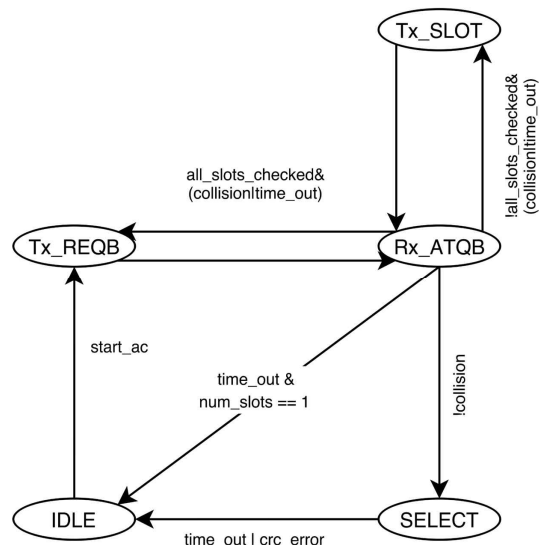 Tx_SLOT
!all_slots_checked&
(collision|time_out)
all_slots_checked&
(collision|time_out)
Tx_REQB
Rx_ATQB
start_ac
time_out &
num_slots == 1
!collision
IDLE
SELECT
time_out | crc_error